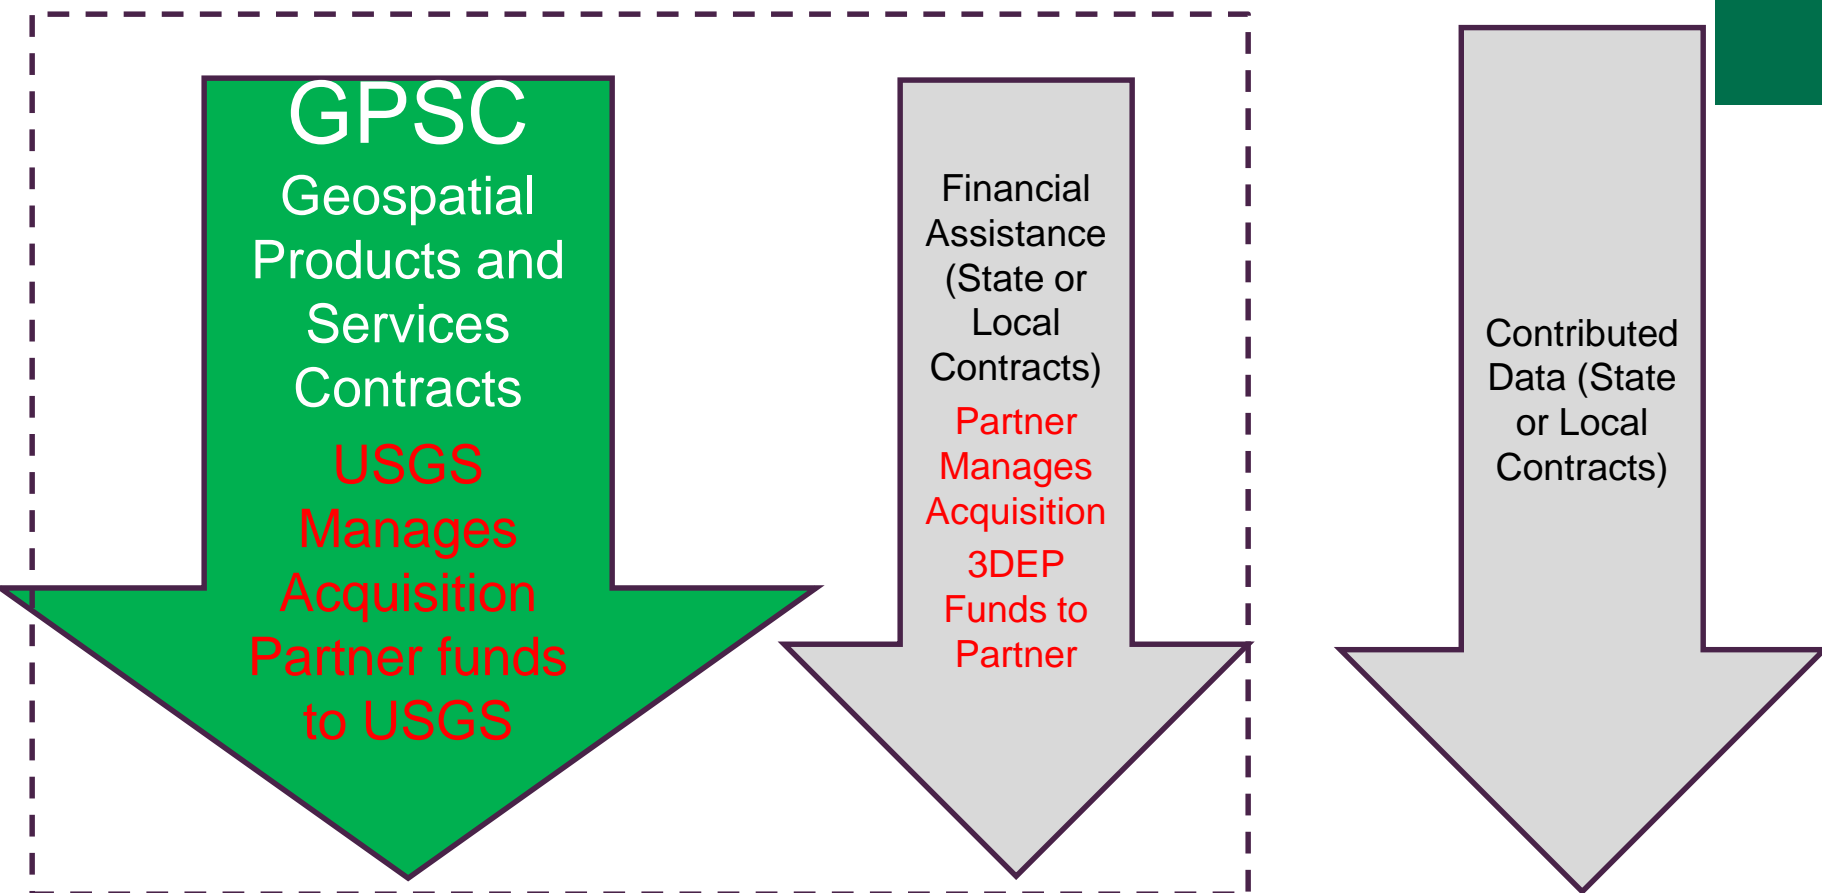 GPSC
Geospatial
Products and
Services
Contracts
USGS
Manages
Acquisition
Partner funds
to USGS
Financial
Assistance
(State or
Local
Contracts)
Partner
Manages
Acquisition
3DEP
Funds to
Partner
Contributed
Data (State
or Local
Contracts)